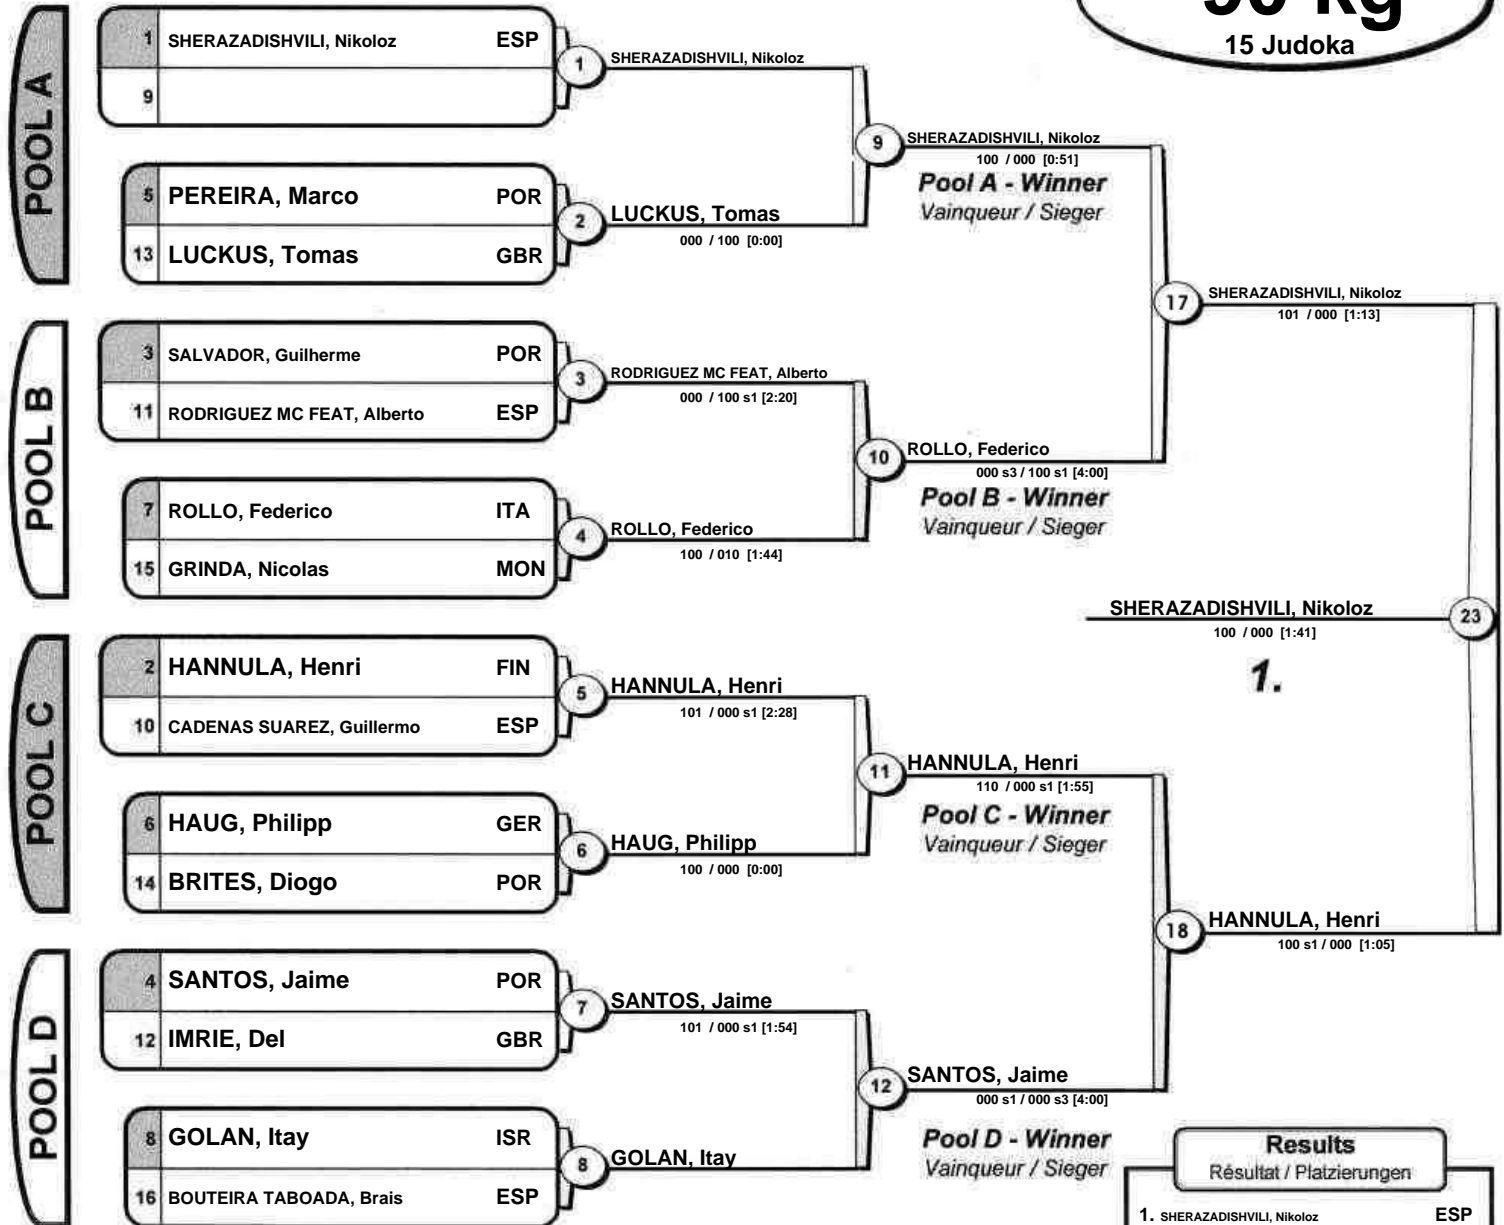 15 Judoka
POOL A
1 SHERAZADISHVILI, Nikoloz ESP
9
1
SHERAZADISHVILI, Nikoloz
5 PEREIRA, Marco POR
13 LUCKUS, Tomas GBR
2
LUCKUS, Tomas
000 / 100 [0:00]
9
SHERAZADISHVILI, Nikoloz
100 / 000 [0:51]
Pool A - Winner
Vainqueur / Sieger
POOL B
3 SALVADOR, Guilherme POR
11 RODRIGUEZ MC FEAT, Alberto ESP
3
RODRIGUEZ MC FEAT, Alberto
000 / 100 s1 [2:20]
7 ROLLO, Federico ITA
15 GRINDA, Nicolas MON
4
ROLLO, Federico
100 / 010 [1:44]
10
ROLLO, Federico
000 s3 / 100 s1 [4:00]
Pool B - Winner
Vainqueur / Sieger
17
SHERAZADISHVILI, Nikoloz
101 / 000 [1:13]
SHERAZADISHVILI, Nikoloz
23
100 / 000 [1:41]
1.
POOL C
2 HANNULA, Henri FIN
10 CADENAS SUAREZ, Guillermo ESP
5
HANNULA, Henri
101 / 000 s1 [2:28]
6 HAUG, Philipp GER
14 BRITES, Diogo POR
6
HAUG, Philipp
100 / 000 [0:00]
11
HANNULA, Henri
110 / 000 s1 [1:55]
Pool C - Winner
Vainqueur / Sieger
POOL D
4 SANTOS, Jaime POR
12 IMRIE, Del GBR
7
SANTOS, Jaime
101 / 000 s1 [1:54]
8 GOLAN, Itay ISR
16 BOUTEIRA TABOADA, Brais ESP
8
GOLAN, Itay
12
SANTOS, Jaime
000 s1 / 000 s3 [4:00]
Pool D - Winner
Vainqueur / Sieger
18
HANNULA, Henri
100 s1 / 000 [1:05]
Results
Résultat / Platzierungen
1. SHERAZADISHVILI, Nikoloz ESP